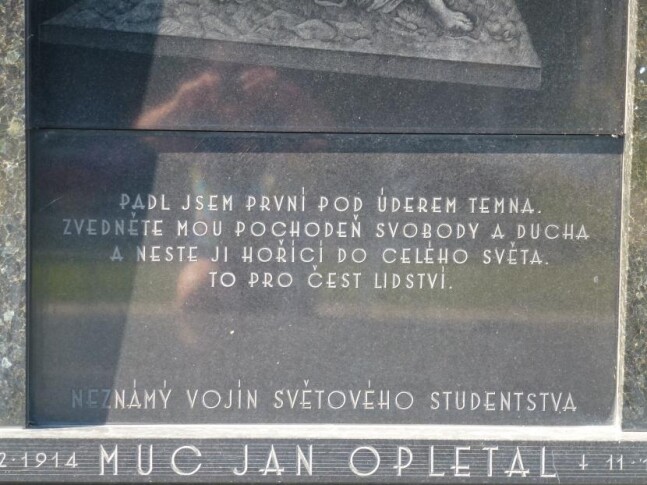 PADL JSEM PRVNÍ POD ÚDEREM TEMNA.
ZVEDNĚTE MOU POCHODEŇ SVOBODY A DUCHA
A NESTE JI HOŘÍCÍ DO CELÉHO SVĚTA.
TO PRO ČEST LIDSTVÍ.
NEZNÁMÝ VOJÍN SVĚTOVÉHO STUDENTSTVA
2·1914 MUC JAN OPLETAL + 11·